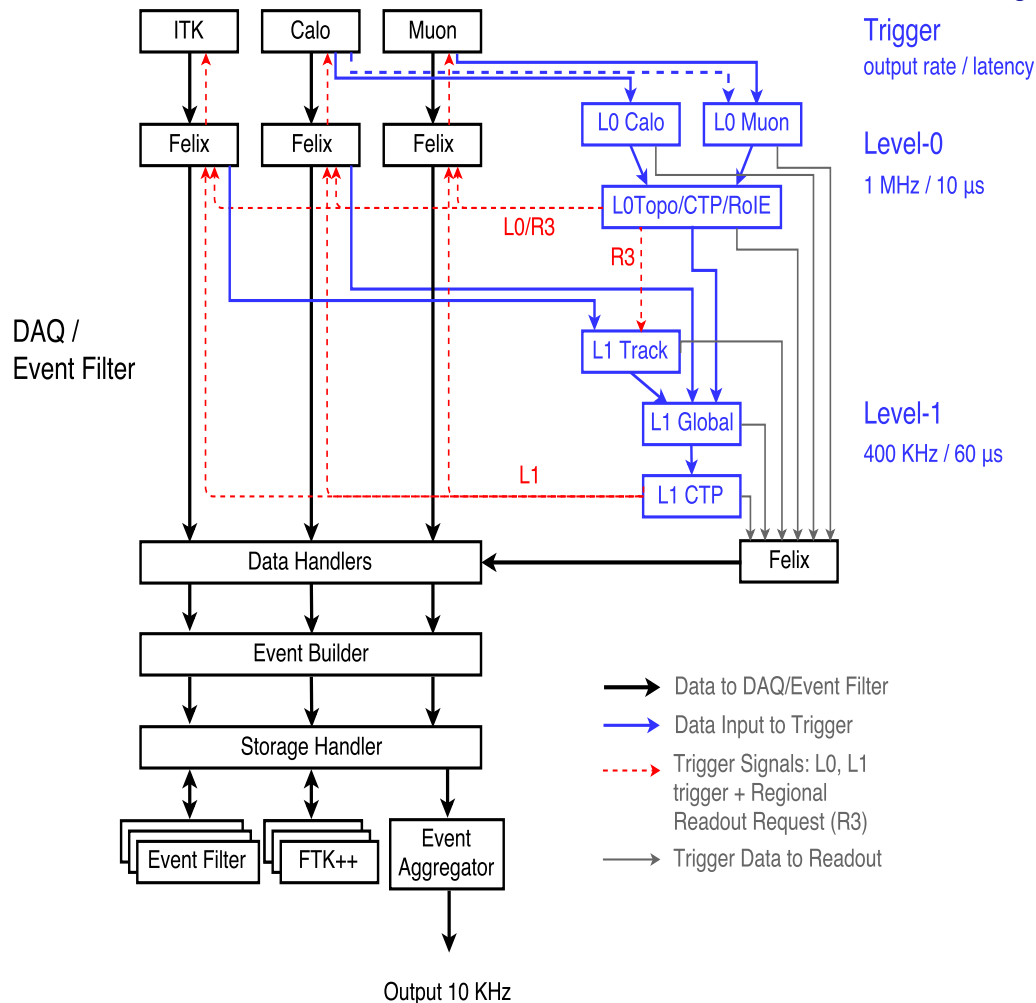 ITK
Calo
Muon
Trigger
output rate / latency
L0 Calo
L0 Muon
Felix
Felix
Felix
Level-0
1 MHz / 10 µs
L0Topo/CTP/RoIE
L0/R3
R3
DAQ /
Event Filter
L1 Track
L1 Global
Level-1
400 KHz / 60 µs
L1
L1 CTP
Data Handlers
Felix
Event Builder
Data to DAQ/Event Filter
Data Input to Trigger
Storage Handler
Trigger Signals: L0, L1
trigger + Regional
Readout Request (R3)
Trigger Data to Readout
Event Filter
FTK++
Event
Aggregator
Output 10 KHz